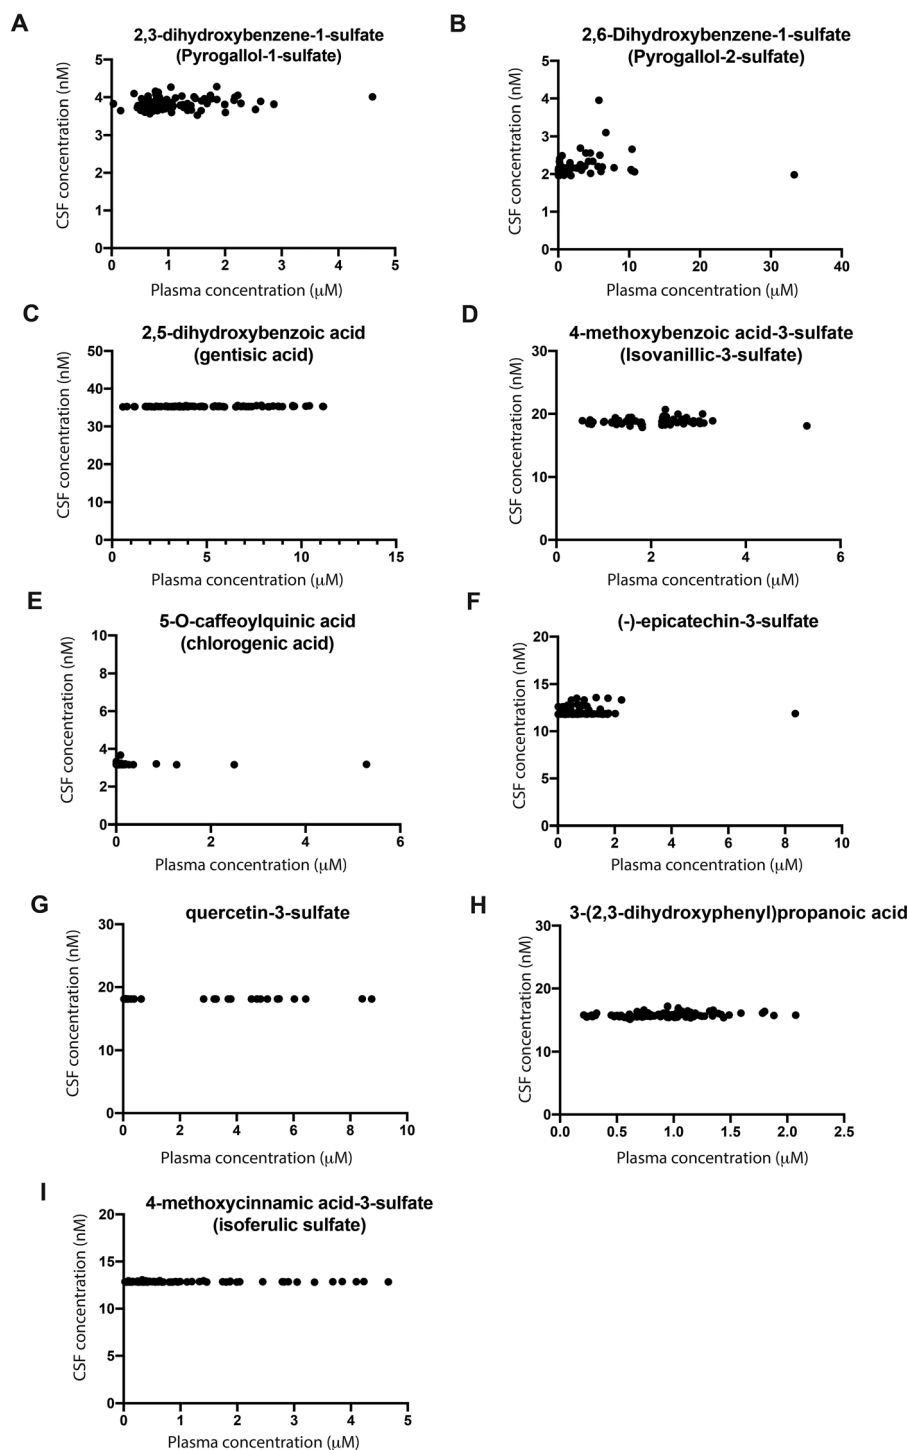 A
2,3-dihydroxybenzene-1-sulfate
(Pyrogallol-1-sulfate)
5
4
3
2
1
0
CSF concentration (nM)
0 1 2 3 4 5
Plasma concentration (μM)
B
2,6-Dihydroxybenzene-1-sulfate
(Pyrogallol-2-sulfate)
5
4
3
2
1
0
CSF concentration (nM)
0 10 20 30 40
Plasma concentration (μM)
C
2,5-dihydroxybenzoic acid
(gentisic acid)
50
40
30
20
10
0
CSF concentration (nM)
0 5 10 15
Plasma concentration (μM)
D
4-methoxybenzoic acid-3-sulfate
(Isovanillic-3-sulfate)
30
20
10
0
CSF concentration (nM)
0 2 4 6
Plasma concentration (μM)
E
5-O-caffeoylquinic acid
(chlorogenic acid)
10
8
6
4
2
0
CSF concentration (nM)
0 2 4 6
Plasma concentration (μM)
F
(-)-epicatechin-3-sulfate
20
15
10
5
0
CSF concentration (nM)
0 2 4 6 8 10
Plasma concentration (μM)
G
quercetin-3-sulfate
30
20
10
0
CSF concentration (nM)
0 2 4 6 8 10
Plasma concentration (μM)
H
3-(2,3-dihydroxyphenyl)propanoic acid
30
20
10
0
CSF concentration (nM)
0.0 0.5 1.0 1.5 2.0 2.5
Plasma concentration (μM)
I
4-methoxycinnamic acid-3-sulfate
(isoferulic sulfate)
20
15
10
5
0
CSF concentration (nM)
0 1 2 3 4 5
Plasma concentration (μM)